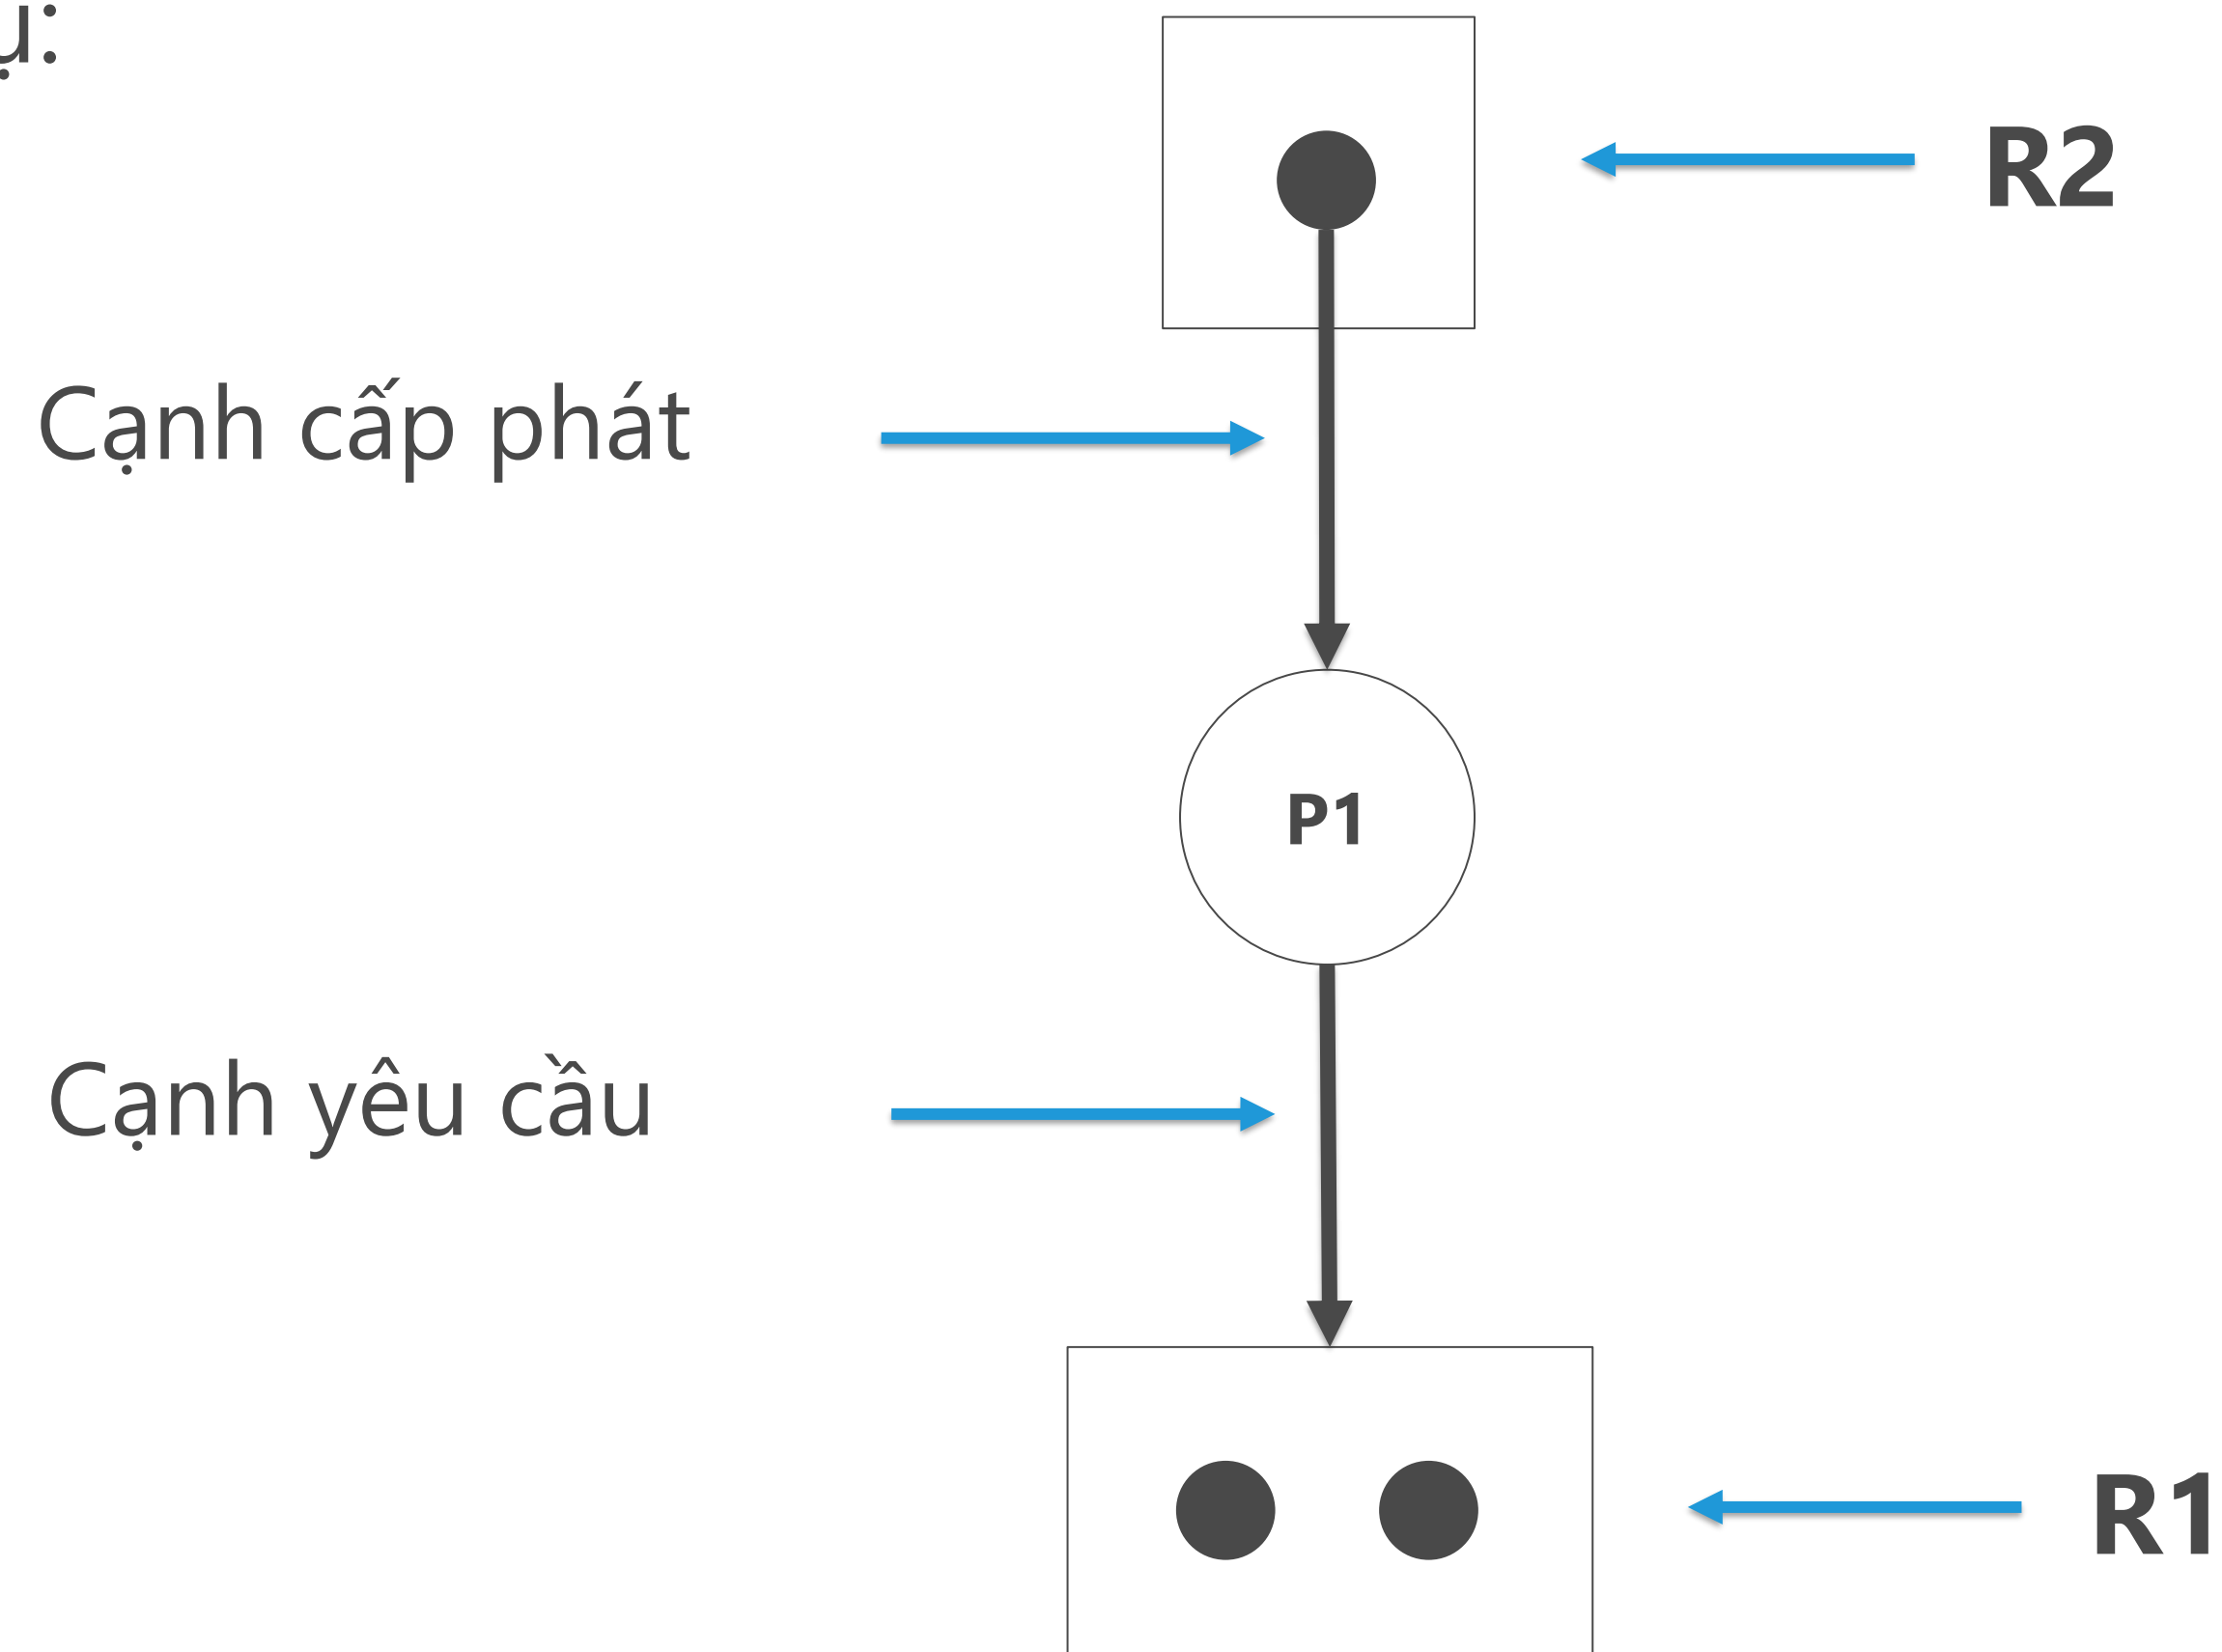 R2
Cạnh cấp phát
P1
Cạnh yêu cầu
R1